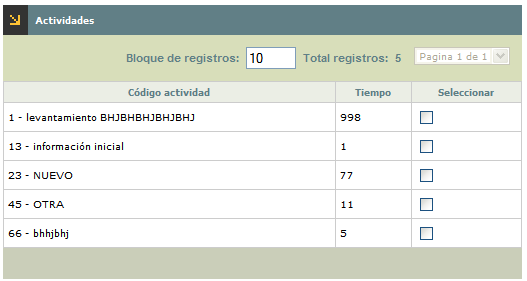 Actividades
Bloque de registros: 10 Total registros: 5 Pagina 1 de 1
Código actividad Tiempo Seleccionar
1 - levantamiento BHJBHBHJBHJBHJ 998
13 - información inicial 1
23 - NUEVO 77
45 - OTRA 11
66 - bhhjbhj 5